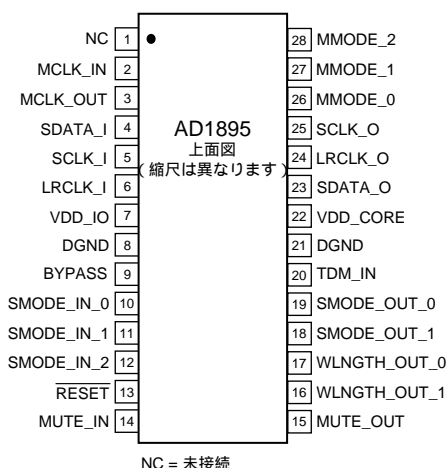 NC 1
MCLK_IN 2
MCLK_OUT 3
SDATA_I 4
SCLK_I 5
LRCLK_I 6
VDD_IO 7
DGND 8
BYPASS 9
SMODE_IN_0 10
SMODE_IN_1 11
SMODE_IN_2 12
RESET 13
MUTE_IN 14
AD1895
上面図
(縮尺は異なります)
28 MMODE_2
27 MMODE_1
26 MMODE_0
25 SCLK_O
24 LRCLK_O
23 SDATA_O
22 VDD_CORE
21 DGND
20 TDM_IN
19 SMODE_OUT_0
18 SMODE_OUT_1
17 WLNGTH_OUT_0
16 WLNGTH_OUT_1
15 MUTE_OUT
NC = 未接続